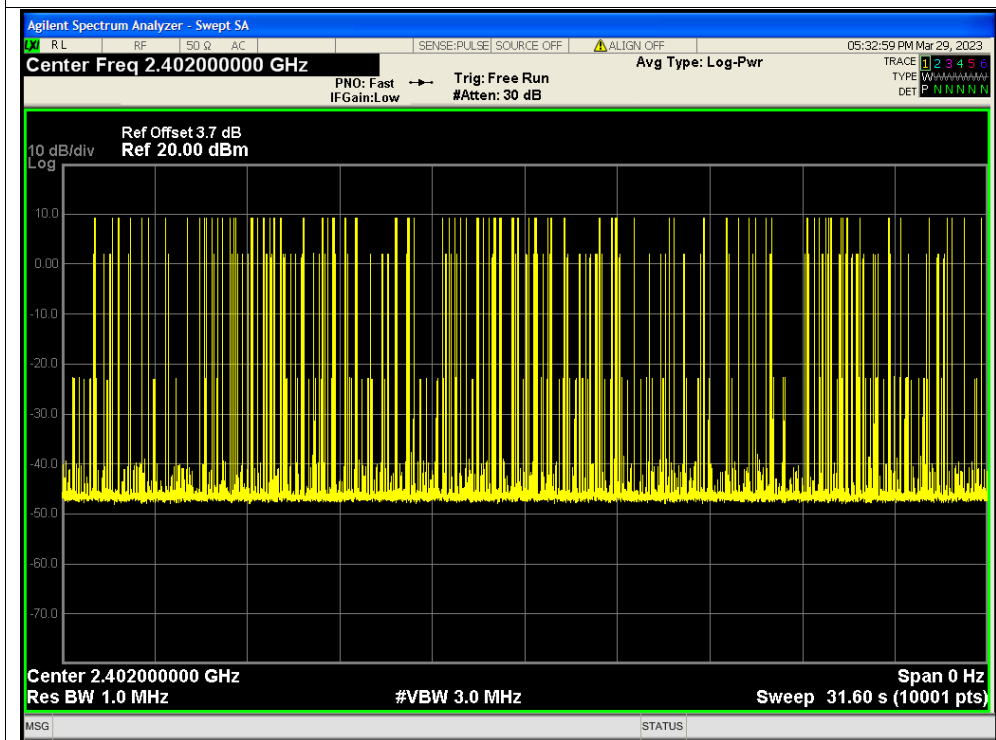 Agilent Spectrum Analyzer - Swept SA
LXI RL RF 50 Ω AC SENSE:PULSE SOURCE OFF ALIGN OFF 05:32:59 PM Mar 29, 2023
Center Freq 2.402000000 GHz Avg Type: Log-Pwr TRACE 1 2 3 4 5 6
PNO: Fast Trig: Free Run TYPE WWWWWW
IFGain:Low #Atten: 30 dB DET P N N N N N
Ref Offset 3.7 dB
10 dB/div Ref 20.00 dBm
Log
10.0
0.00
-10.0
-20.0
-30.0
-40.0
-50.0
-60.0
-70.0
Center 2.402000000 GHz Span 0 Hz
Res BW 1.0 MHz #VBW 3.0 MHz Sweep 31.60 s (10001 pts)
MSG STATUS